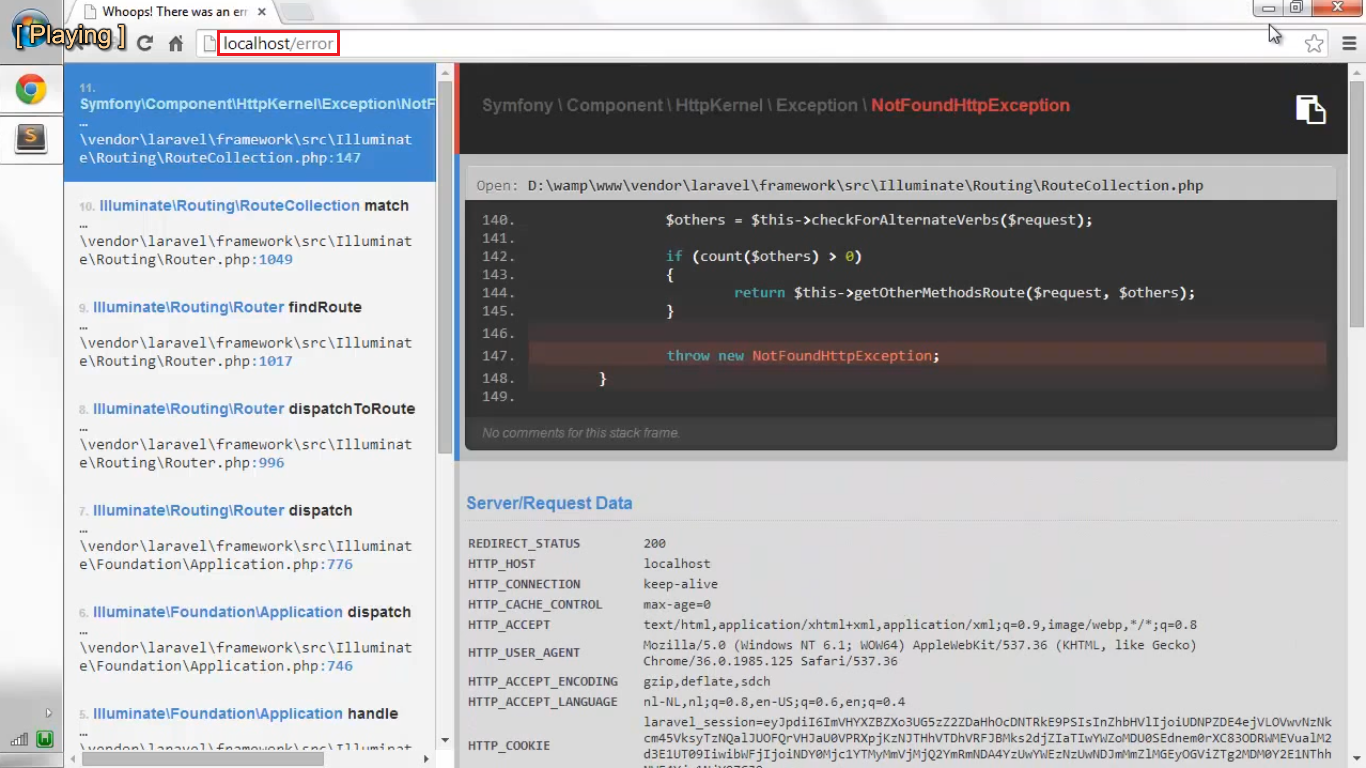 Whoops! There was an err
[ Playing ]
localhost/error
11.
Symfony\Component\HttpKernel\Exception\NotF
…
\vendor\laravel\framework\src\Illuminat
e\Routing\RouteCollection.php:147
10. Illuminate\Routing\RouteCollection match
…
\vendor\laravel\framework\src\Illuminat
e\Routing\Router.php:1049
9. Illuminate\Routing\Router findRoute
…
\vendor\laravel\framework\src\Illuminat
e\Routing\Router.php:1017
8. Illuminate\Routing\Router dispatchToRoute
…
\vendor\laravel\framework\src\Illuminat
e\Routing\Router.php:996
7. Illuminate\Routing\Router dispatch
…
\vendor\laravel\framework\src\Illuminat
e\Foundation\Application.php:776
6. Illuminate\Foundation\Application dispatch
…
\vendor\laravel\framework\src\Illuminat
e\Foundation\Application.php:746
5. Illuminate\Foundation\Application handle
…
\vendor\laravel\framework\src\Illuminat
Symfony \ Component \ HttpKernel \ Exception \ NotFoundHttpException
Open: D:\wamp\www\vendor\laravel\framework\src\Illuminate\Routing\RouteCollection.php
140. $others = $this->checkForAlternateVerbs($request);
141.
142. if (count($others) > 0)
143. {
144. return $this->getOtherMethodsRoute($request, $others);
145. }
146.
147. throw new NotFoundHttpException;
148. }
149.
No comments for this stack frame.
Server/Request Data
REDIRECT_STATUS 200
HTTP_HOST localhost
HTTP_CONNECTION keep-alive
HTTP_CACHE_CONTROL max-age=0
HTTP_ACCEPT text/html,application/xhtml+xml,application/xml;q=0.9,image/webp,*/*;q=0.8
HTTP_USER_AGENT Mozilla/5.0 (Windows NT 6.1; WOW64) AppleWebKit/537.36 (KHTML, like Gecko)
Chrome/36.0.1985.125 Safari/537.36
HTTP_ACCEPT_ENCODING gzip,deflate,sdch
HTTP_ACCEPT_LANGUAGE nl-NL,nl;q=0.8,en-US;q=0.6,en;q=0.4
HTTP_COOKIE